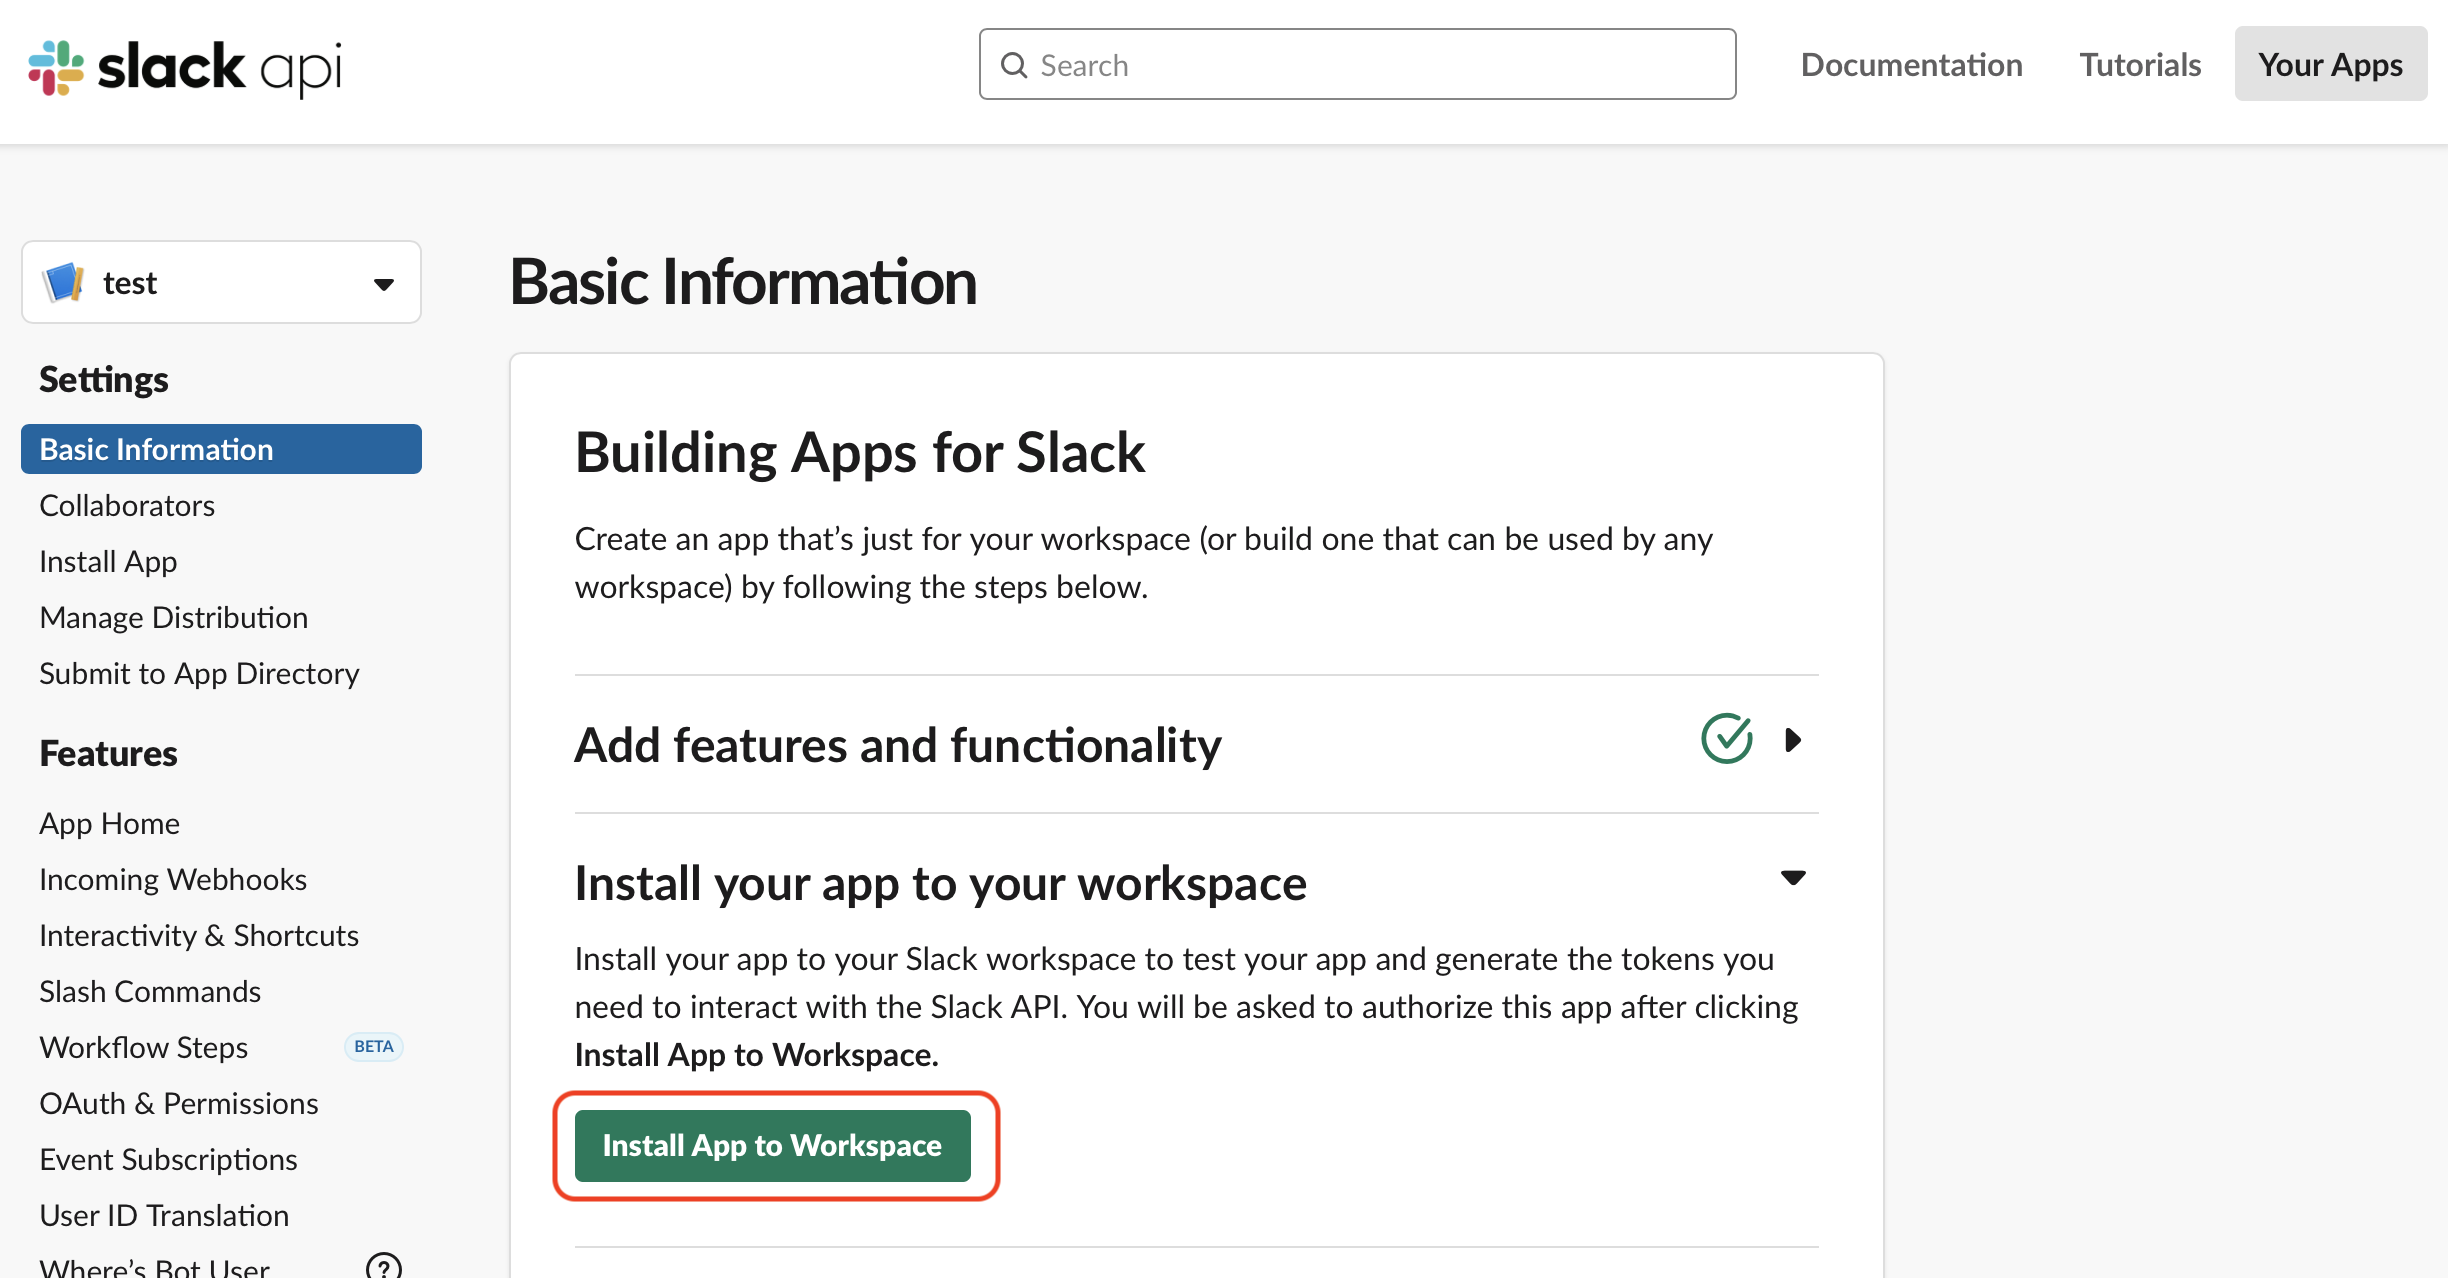 slack api
Search
Documentation
Tutorials
Your Apps
test
Settings
Basic Information
Collaborators
Install App
Manage Distribution
Submit to App Directory
Features
App Home
Incoming Webhooks
Interactivity & Shortcuts
Slash Commands
Workflow Steps BETA
OAuth & Permissions
Event Subscriptions
User ID Translation
Where’s Bot User ?
Basic Information
Building Apps for Slack
Create an app that’s just for your workspace (or build one that can be used by any
workspace) by following the steps below.
Add features and functionality
Install your app to your workspace
Install your app to your Slack workspace to test your app and generate the tokens you
need to interact with the Slack API. You will be asked to authorize this app after clicking
Install App to Workspace.
Install App to Workspace